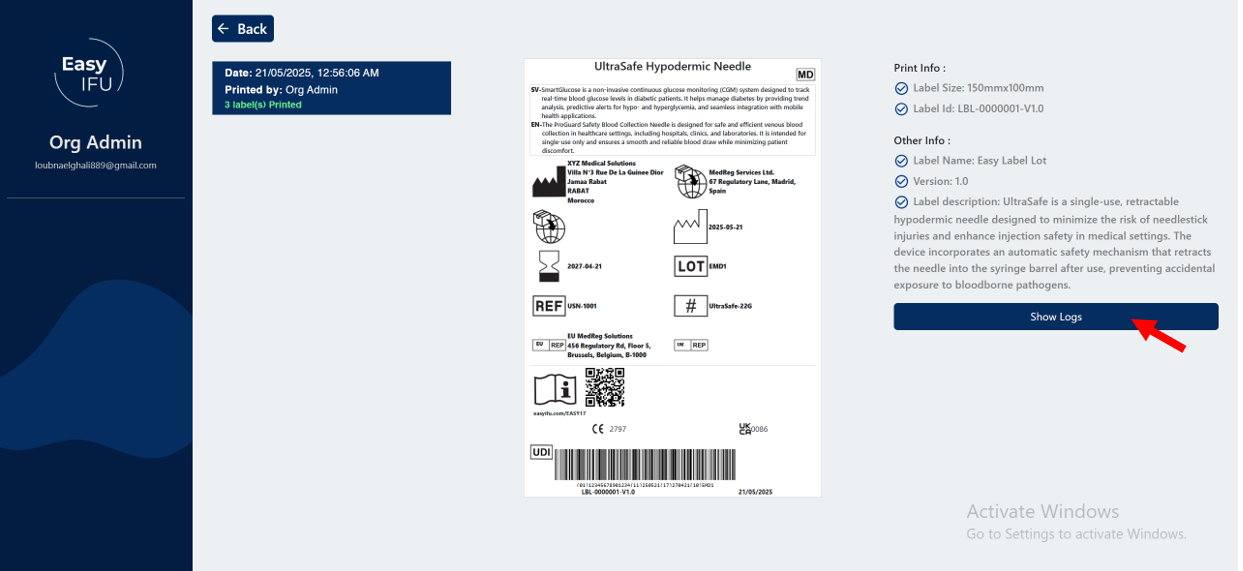 Easy
IFU
Org Admin
loubnaelghali889@gmail.com
← Back
Date: 21/05/2025, 12:56:06 AM
Printed by: Org Admin
3 label(s) Printed
UltraSafe Hypodermic Needle
MD
SV-SmartGlucose is a non-invasive continuous glucose monitoring (CGM) system designed to track
real-time blood glucose levels in diabetic patients. It helps manage diabetes by providing trend
analysis, predictive alerts for hypo- and hyperglycemia, and seamless integration with mobile
health applications.
EN-The ProGuard Safety Blood Collection Needle is designed for safe and efficient venous blood
collection in healthcare settings, including hospitals, clinics, and laboratories. It is intended for
single-use only and ensures a smooth and reliable blood draw while minimizing patient
discomfort.
XYZ Medical Solutions
Villa N°3 Rue De La Guinee Dior
Jamaa Rabat
RABAT
Morocco
MedReg Services Ltd.
67 Regulatory Lane, Madrid,
Spain
2025-05-21
2027-04-21
LOT EMD1
REF USN-1001
# UltraSafe-22G
EU REP
EU MedReg Solutions
456 Regulatory Rd, Floor 5,
Brussels, Belgium, B-1000
UK REP
easyifu.com/EASY17
CE 2797
UK CA 0086
UDI
(01)12345678901234(11)250521(17)270421(10)EMD1
LBL-0000001-V1.0
21/05/2025
Print Info :
Label Size: 150mmx100mm
Label Id: LBL-0000001-V1.0
Other Info :
Label Name: Easy Label Lot
Version: 1.0
Label description: UltraSafe is a single-use, retractable
hypodermic needle designed to minimize the risk of needlestick
injuries and enhance injection safety in medical settings. The
device incorporates an automatic safety mechanism that retracts
the needle into the syringe barrel after use, preventing accidental
exposure to bloodborne pathogens.
Show Logs
Activate Windows
Go to Settings to activate Windows.